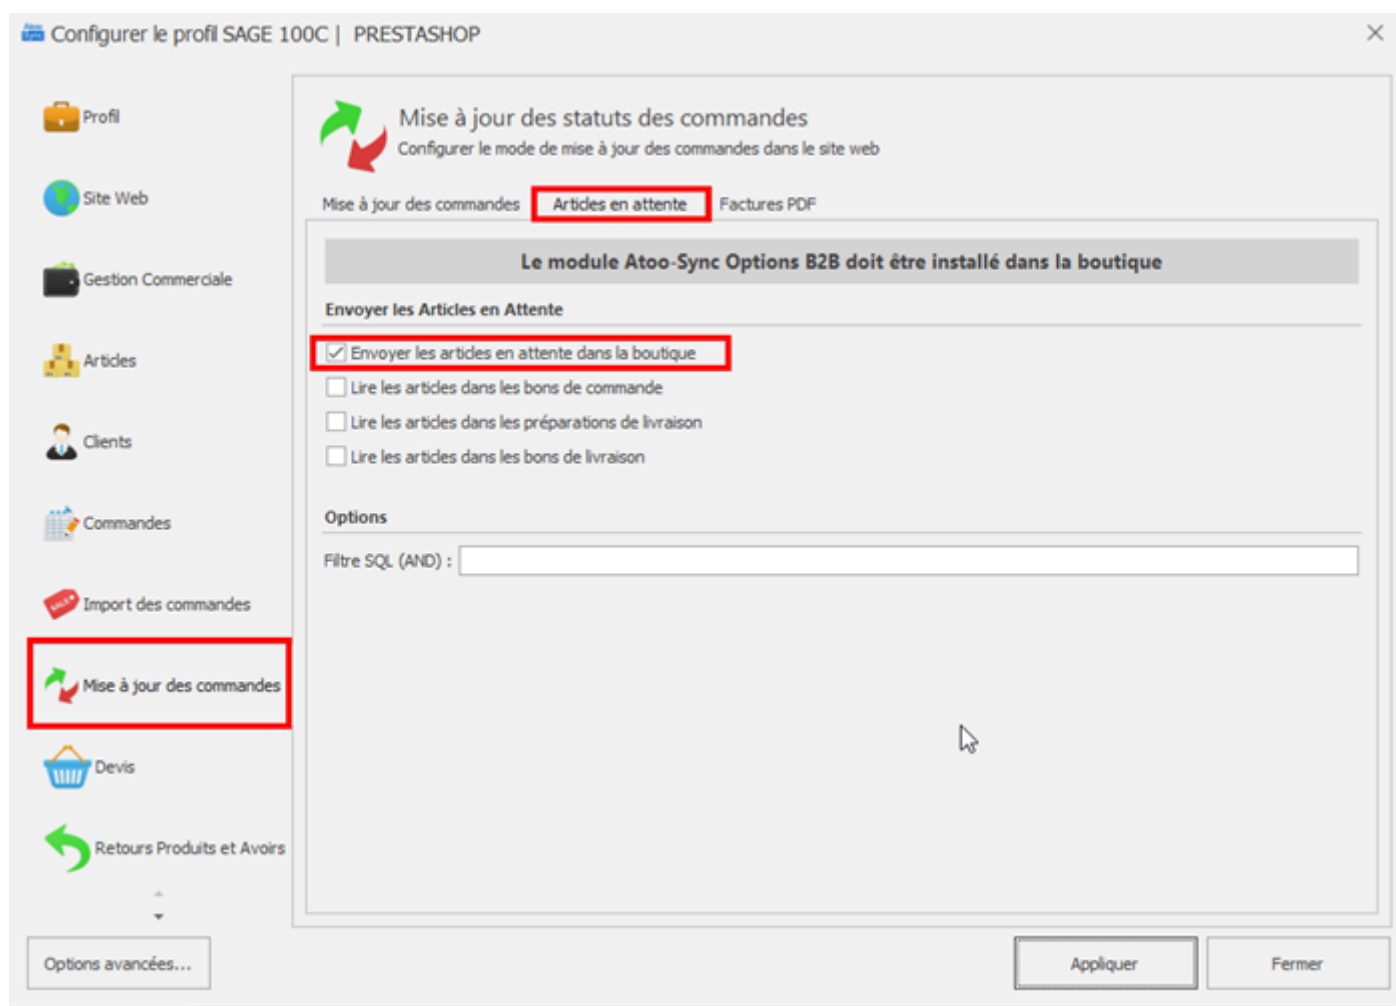 Configurer le profil SAGE 100C | PRESTASHOP
Profil
Site Web
Gestion Commerciale
Articles
Clients
Commandes
Import des commandes
Mise à jour des commandes
Devis
Retours Produits et Avoirs
Options avancées...
Mise à jour des statuts des commandes
Configurer le mode de mise à jour des commandes dans le site web
Mise à jour des commandes Articles en attente Factures PDF
Le module Atoo-Sync Options B2B doit être installé dans la boutique
Envoyer les Articles en Attente
Envoyer les articles en attente dans la boutique
Lire les articles dans les bons de commande
Lire les articles dans les préparations de livraison
Lire les articles dans les bons de livraison
Options
Filtre SQL (AND) :
Appliquer Fermer